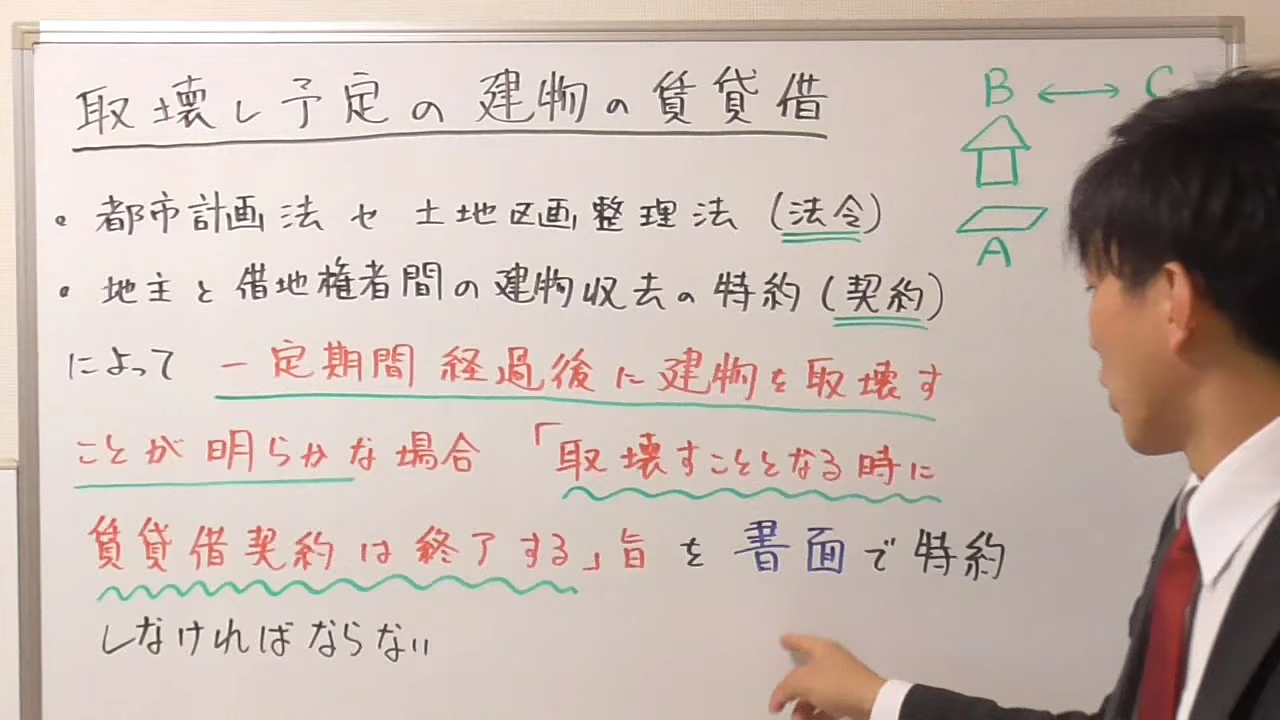 取壊し予定の建物の賃貸借
B ↔ C
A
・都市計画法や土地区画整理法(法令)
・地主と借地権者間の建物収去の特約(契約)
によって 一定期間経過後に建物を取壊す
ことが明らかな場合「取壊すこととなる時に
賃貸借契約は終了する」旨を書面で特約
しなければならない